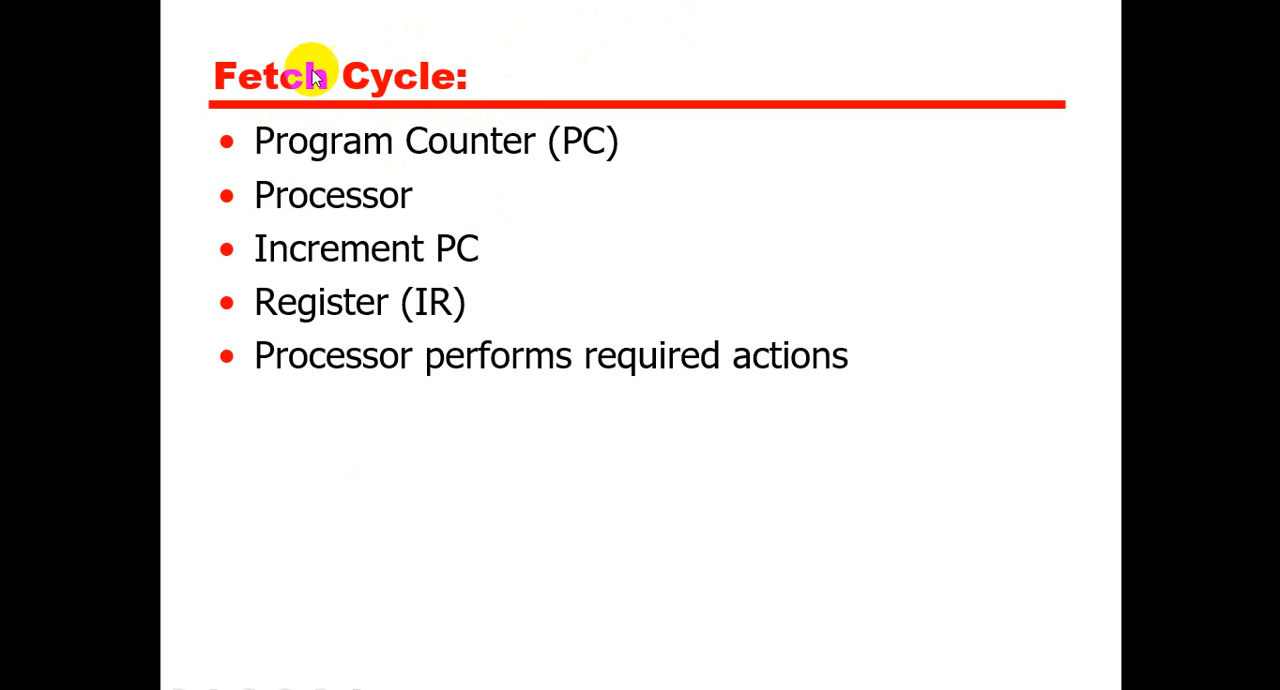 Fetch Cycle:
• Program Counter (PC)
• Processor
• Increment PC
• Register (IR)
• Processor performs required actions